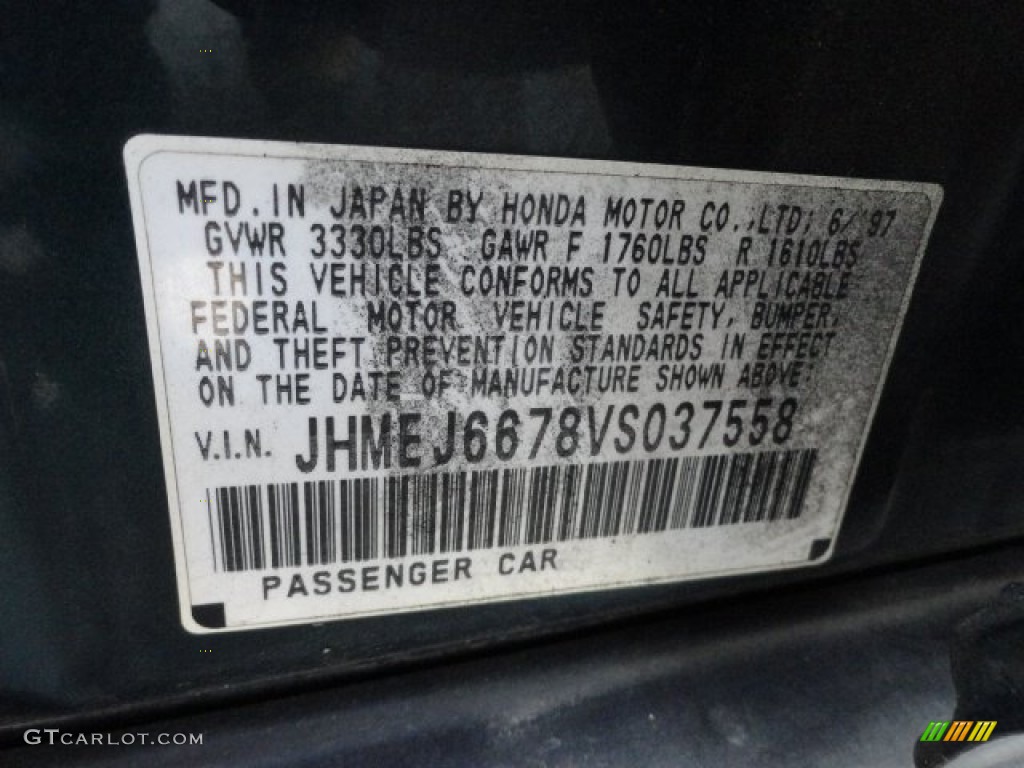 MFD. IN JAPAN BY HONDA MOTOR CO.,LTD; 6/'97
GVWR 3330LBS GAWR F 1760LBS R 1610LBS
THIS VEHICLE CONFORMS TO ALL APPLICABLE
FEDERAL MOTOR VEHICLE SAFETY, BUMPER,
AND THEFT PREVENTION STANDARDS IN EFFECT
ON THE DATE OF MANUFACTURE SHOWN ABOVE:
V.I.N. JHMEJ6678VS037558
PASSENGER CAR
GTCARLOT.COM